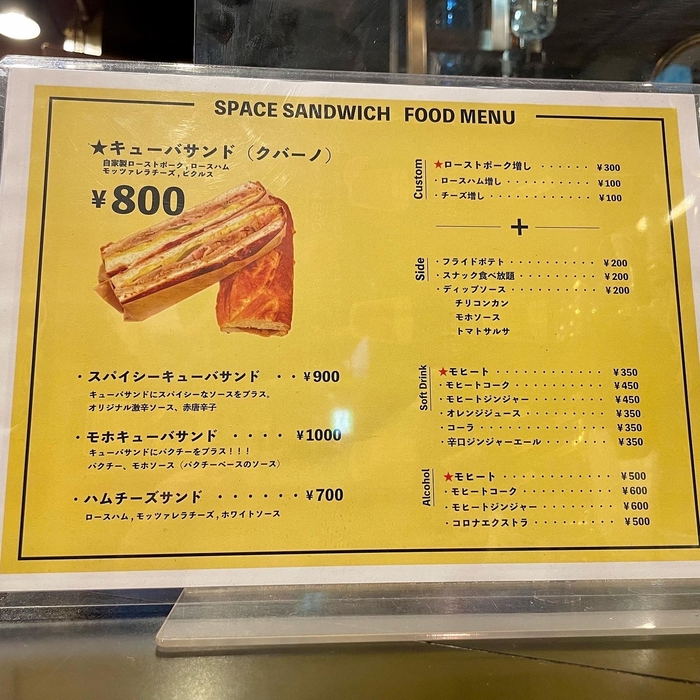 SPACE SANDWICH FOOD MENU
★キューバサンド（クバーノ）
自家製ローストポーク,ロースハム
モッツァレラチーズ,ピクルス
¥800
・スパイシーキューバサンド ・・¥900
キューバサンドにスパイシーなソースをプラス。
オリジナル激辛ソース、赤唐辛子
・モホキューバサンド ・・・・ ¥1000
キューバサンドにパクチーをプラス！！！
パクチー、モホソース（パクチーベースのソース）
・ハムチーズサンド ・・・・・・¥700
ロースハム,モッツァレラチーズ,ホワイトソース
Custom
★ローストポーク増し ・・・・・・ ¥300
・ロースハム増し ・・・・・・・・・ ¥100
・チーズ増し ・・・・・・・・・・・ ¥100
+
Side
・フライドポテト ・・・・・・・・・ ¥200
・スナック食べ放題 ・・・・・・・・ ¥200
・ディップソース ・・・・・・・・・ ¥200
チリコンカン
モホソース
トマトサルサ
Soft Drink
★モヒート ・・・・・・・・・・・ ¥350
・モヒートコーク ・・・・・・・・・ ¥450
・モヒートジンジャー ・・・・・・・ ¥450
・オレンジジュース ・・・・・・・・ ¥350
・コーラ ・・・・・・・・・・・・・ ¥350
・辛口ジンジャーエール ・・・・・・ ¥350
Alcohol
★モヒート ・・・・・・・・・・・ ¥500
・モヒートコーク ・・・・・・・・・ ¥600
・モヒートジンジャー ・・・・・・・ ¥600
・コロナエクストラ ・・・・・・・・ ¥500